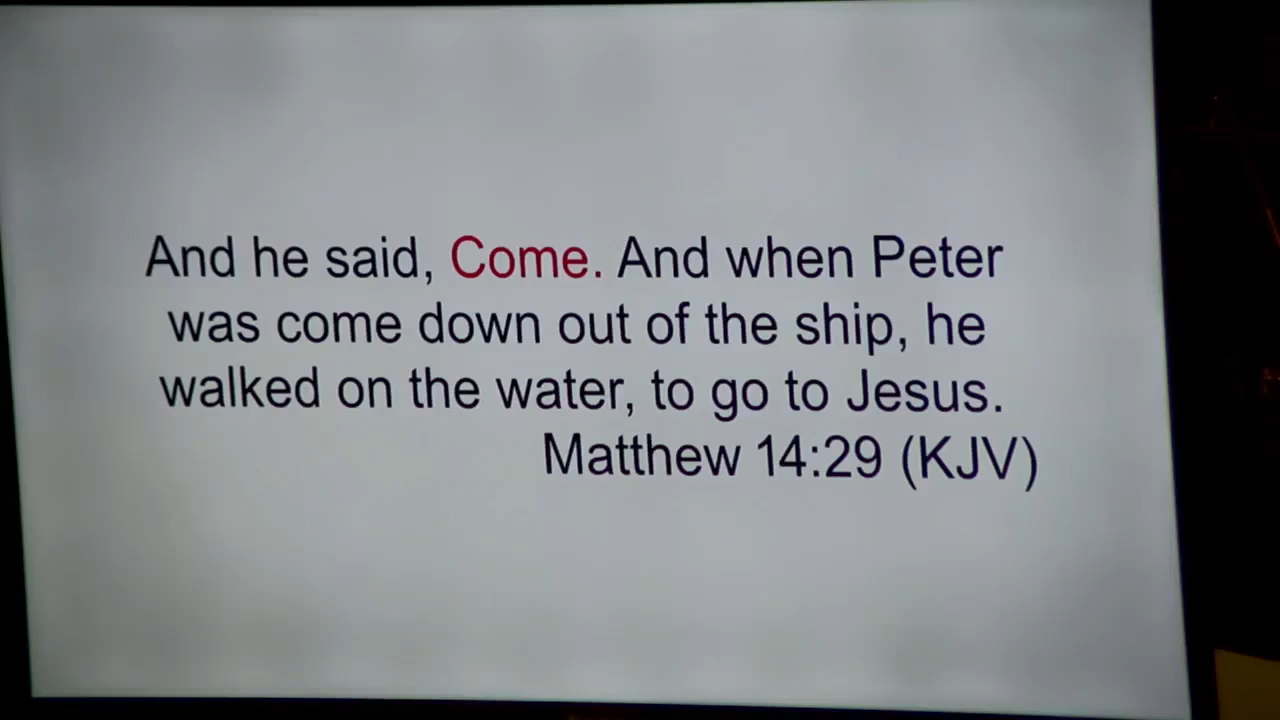 And he said, Come. And when Peter
was come down out of the ship, he
walked on the water, to go to Jesus.
Matthew 14:29 (KJV)